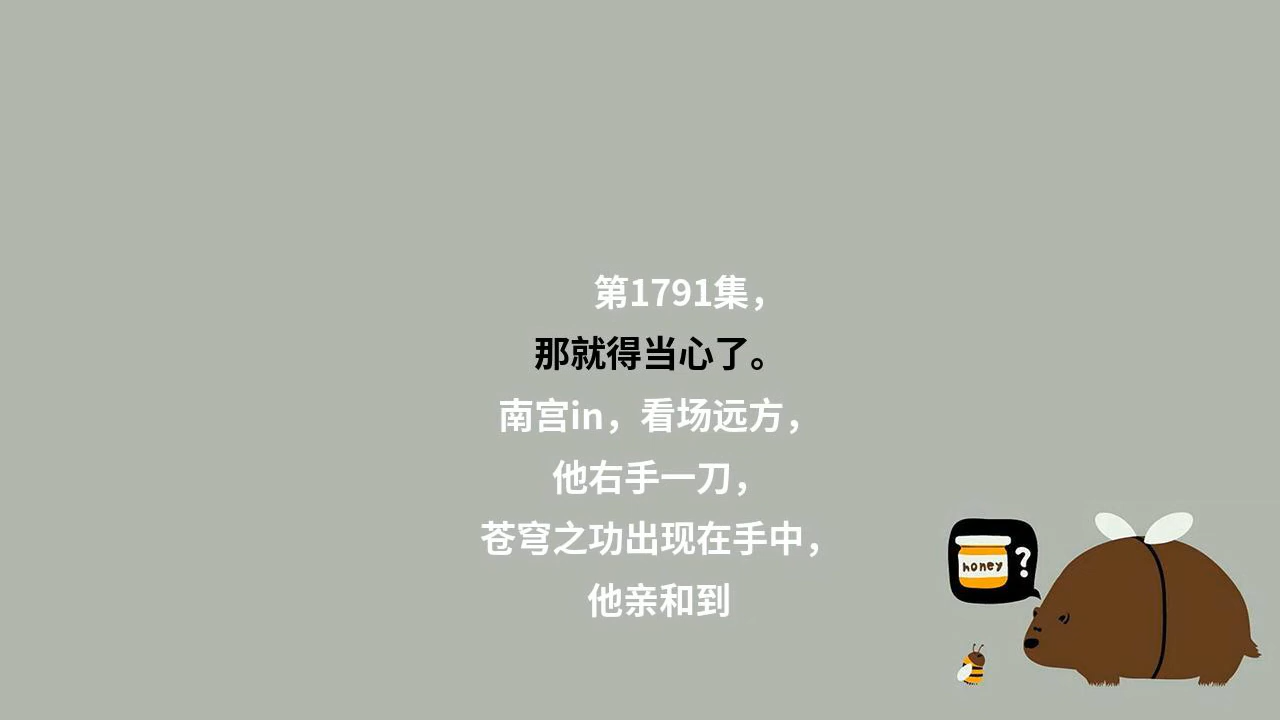 第1791集，
那就得当心了。
南宫in，看场远方，
他右手一刀，
苍穹之功出现在手中，
他亲和到
honey
?